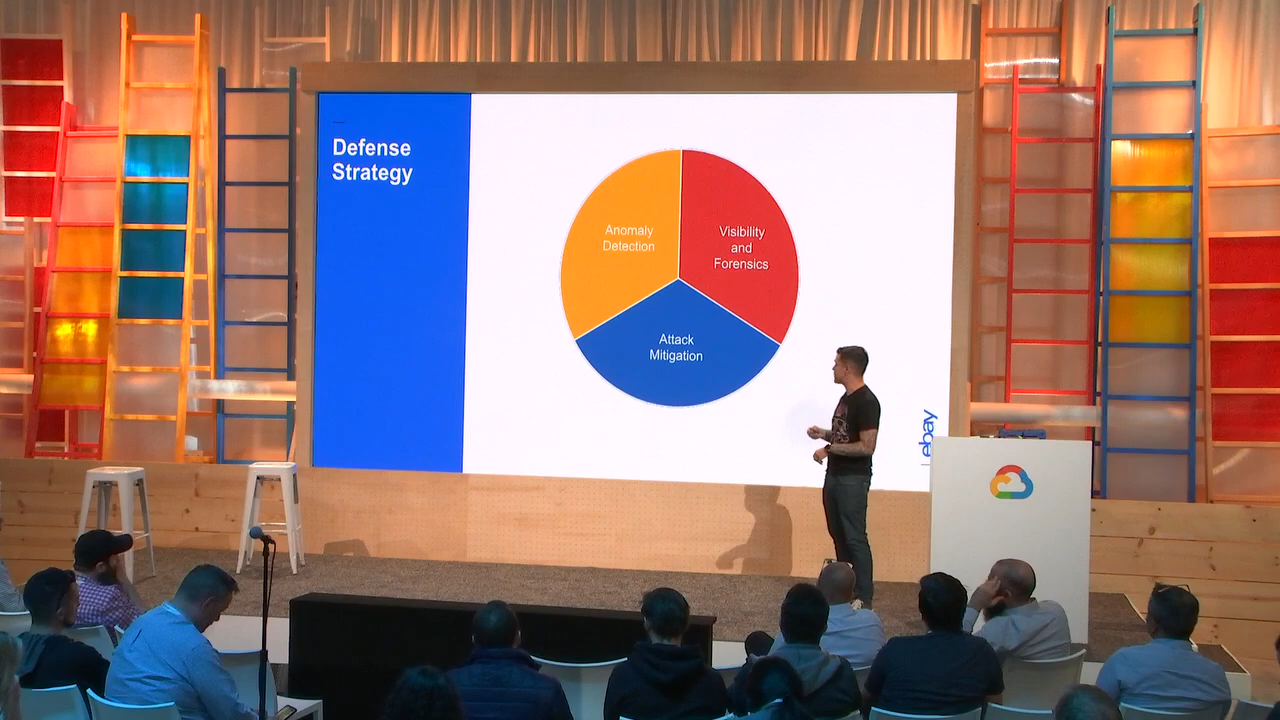 Defense
Strategy
Anomaly
Detection
Visibility
and
Forensics
Attack
Mitigation
ebay